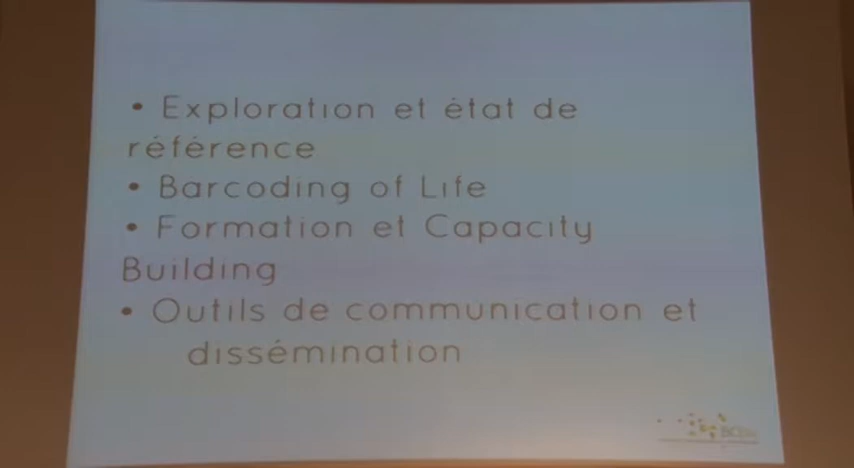 • Exploration et état de
référence
• Barcoding of Life
• Formation et Capacity
Building
• Outils de communication et
dissémination